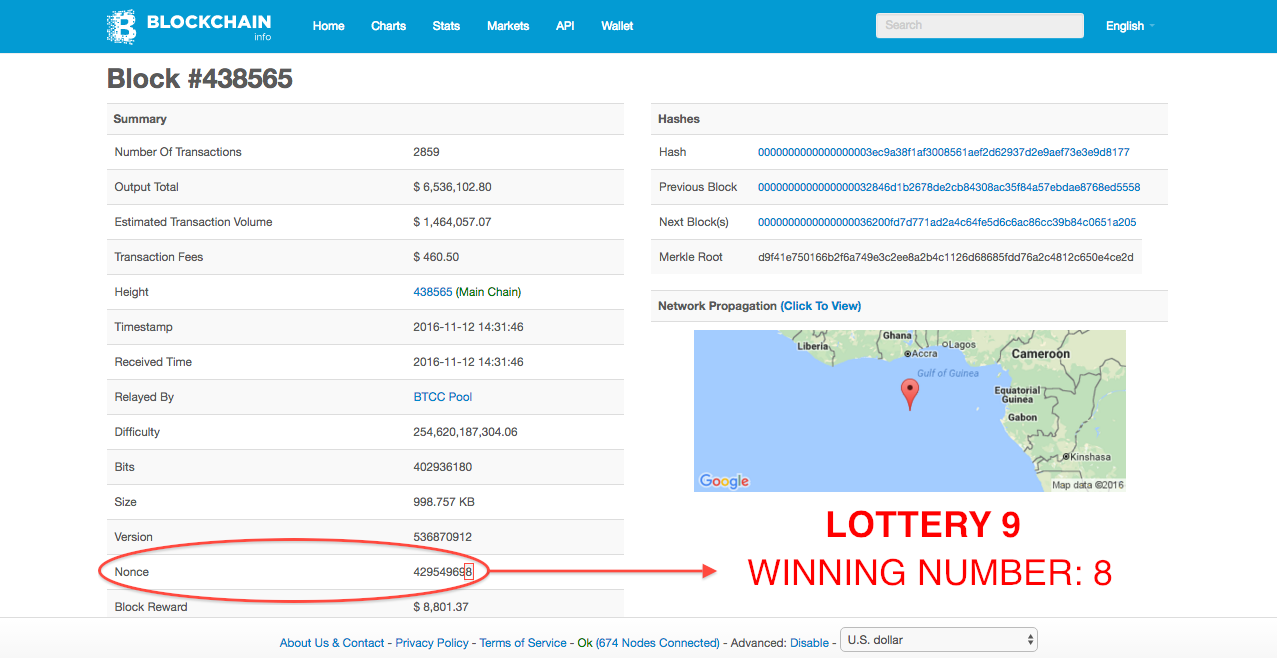 BLOCKCHAIN
info
Home Charts Stats Markets API Wallet
Search
English
Block #438565
Summary
Number Of Transactions 2859
Output Total $ 6,536,102.80
Estimated Transaction Volume $ 1,464,057.07
Transaction Fees $ 460.50
Height 438565 (Main Chain)
Timestamp 2016-11-12 14:31:46
Received Time 2016-11-12 14:31:46
Relayed By BTCC Pool
Difficulty 254,620,187,304.06
Bits 402936180
Size 998.757 KB
Version 536870912
Nonce 429549698
Block Reward $ 8,801.37
Hashes
Hash 0000000000000000003ec9a38f1af3008561aef2d62937d2e9aef73e3e9d8177
Previous Block 0000000000000000032846d1b2678de2cb84308ac35f84a57ebdae8768ed5558
Next Block(s) 0000000000000000036200fd7d771ad2a4c64fe5d6c6ac86cc39b84c0651a205
Merkle Root d9f41e750166b2f6a749e3c2ee8a2b4c1126d68685fdd76a2c4812c650e4ce2d
Network Propagation (Click To View)
Liberia
Ghana
Accra
Lagos
Cameroon
Gulf of Guinea
Equatorial
Guinea
Gabon
Kinshasa
Google
Map data ©2016
LOTTERY 9
WINNING NUMBER: 8
About Us & Contact - Privacy Policy - Terms of Service - Ok (674 Nodes Connected) - Advanced: Disable - U.S. dollar